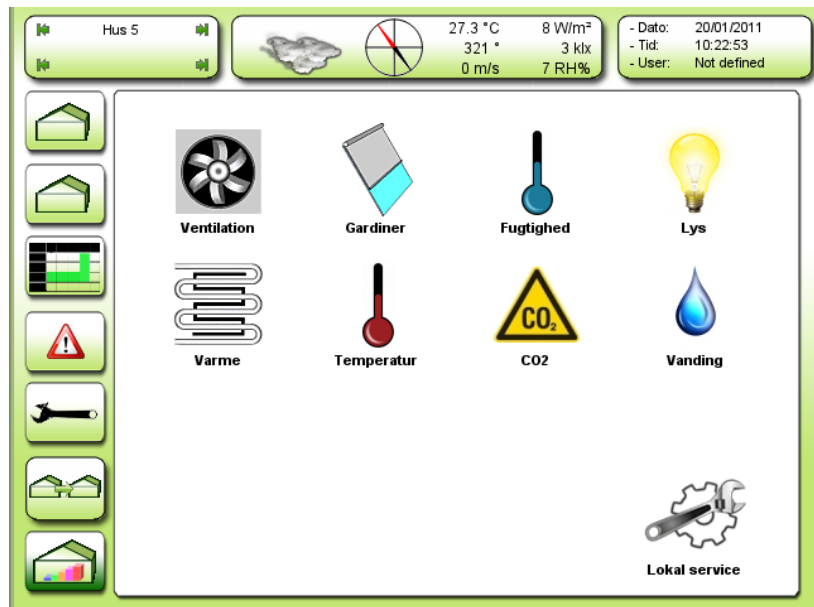 Hus 5
27.3 °C 8 W/m²
321 ° 3 klx
0 m/s 7 RH%
- Dato: 20/01/2011
- Tid: 10:22:53
- User: Not defined
Ventilation Gardiner Fugtighed Lys
CO₂
Varme Temperatur CO2 Vanding
Lokal service